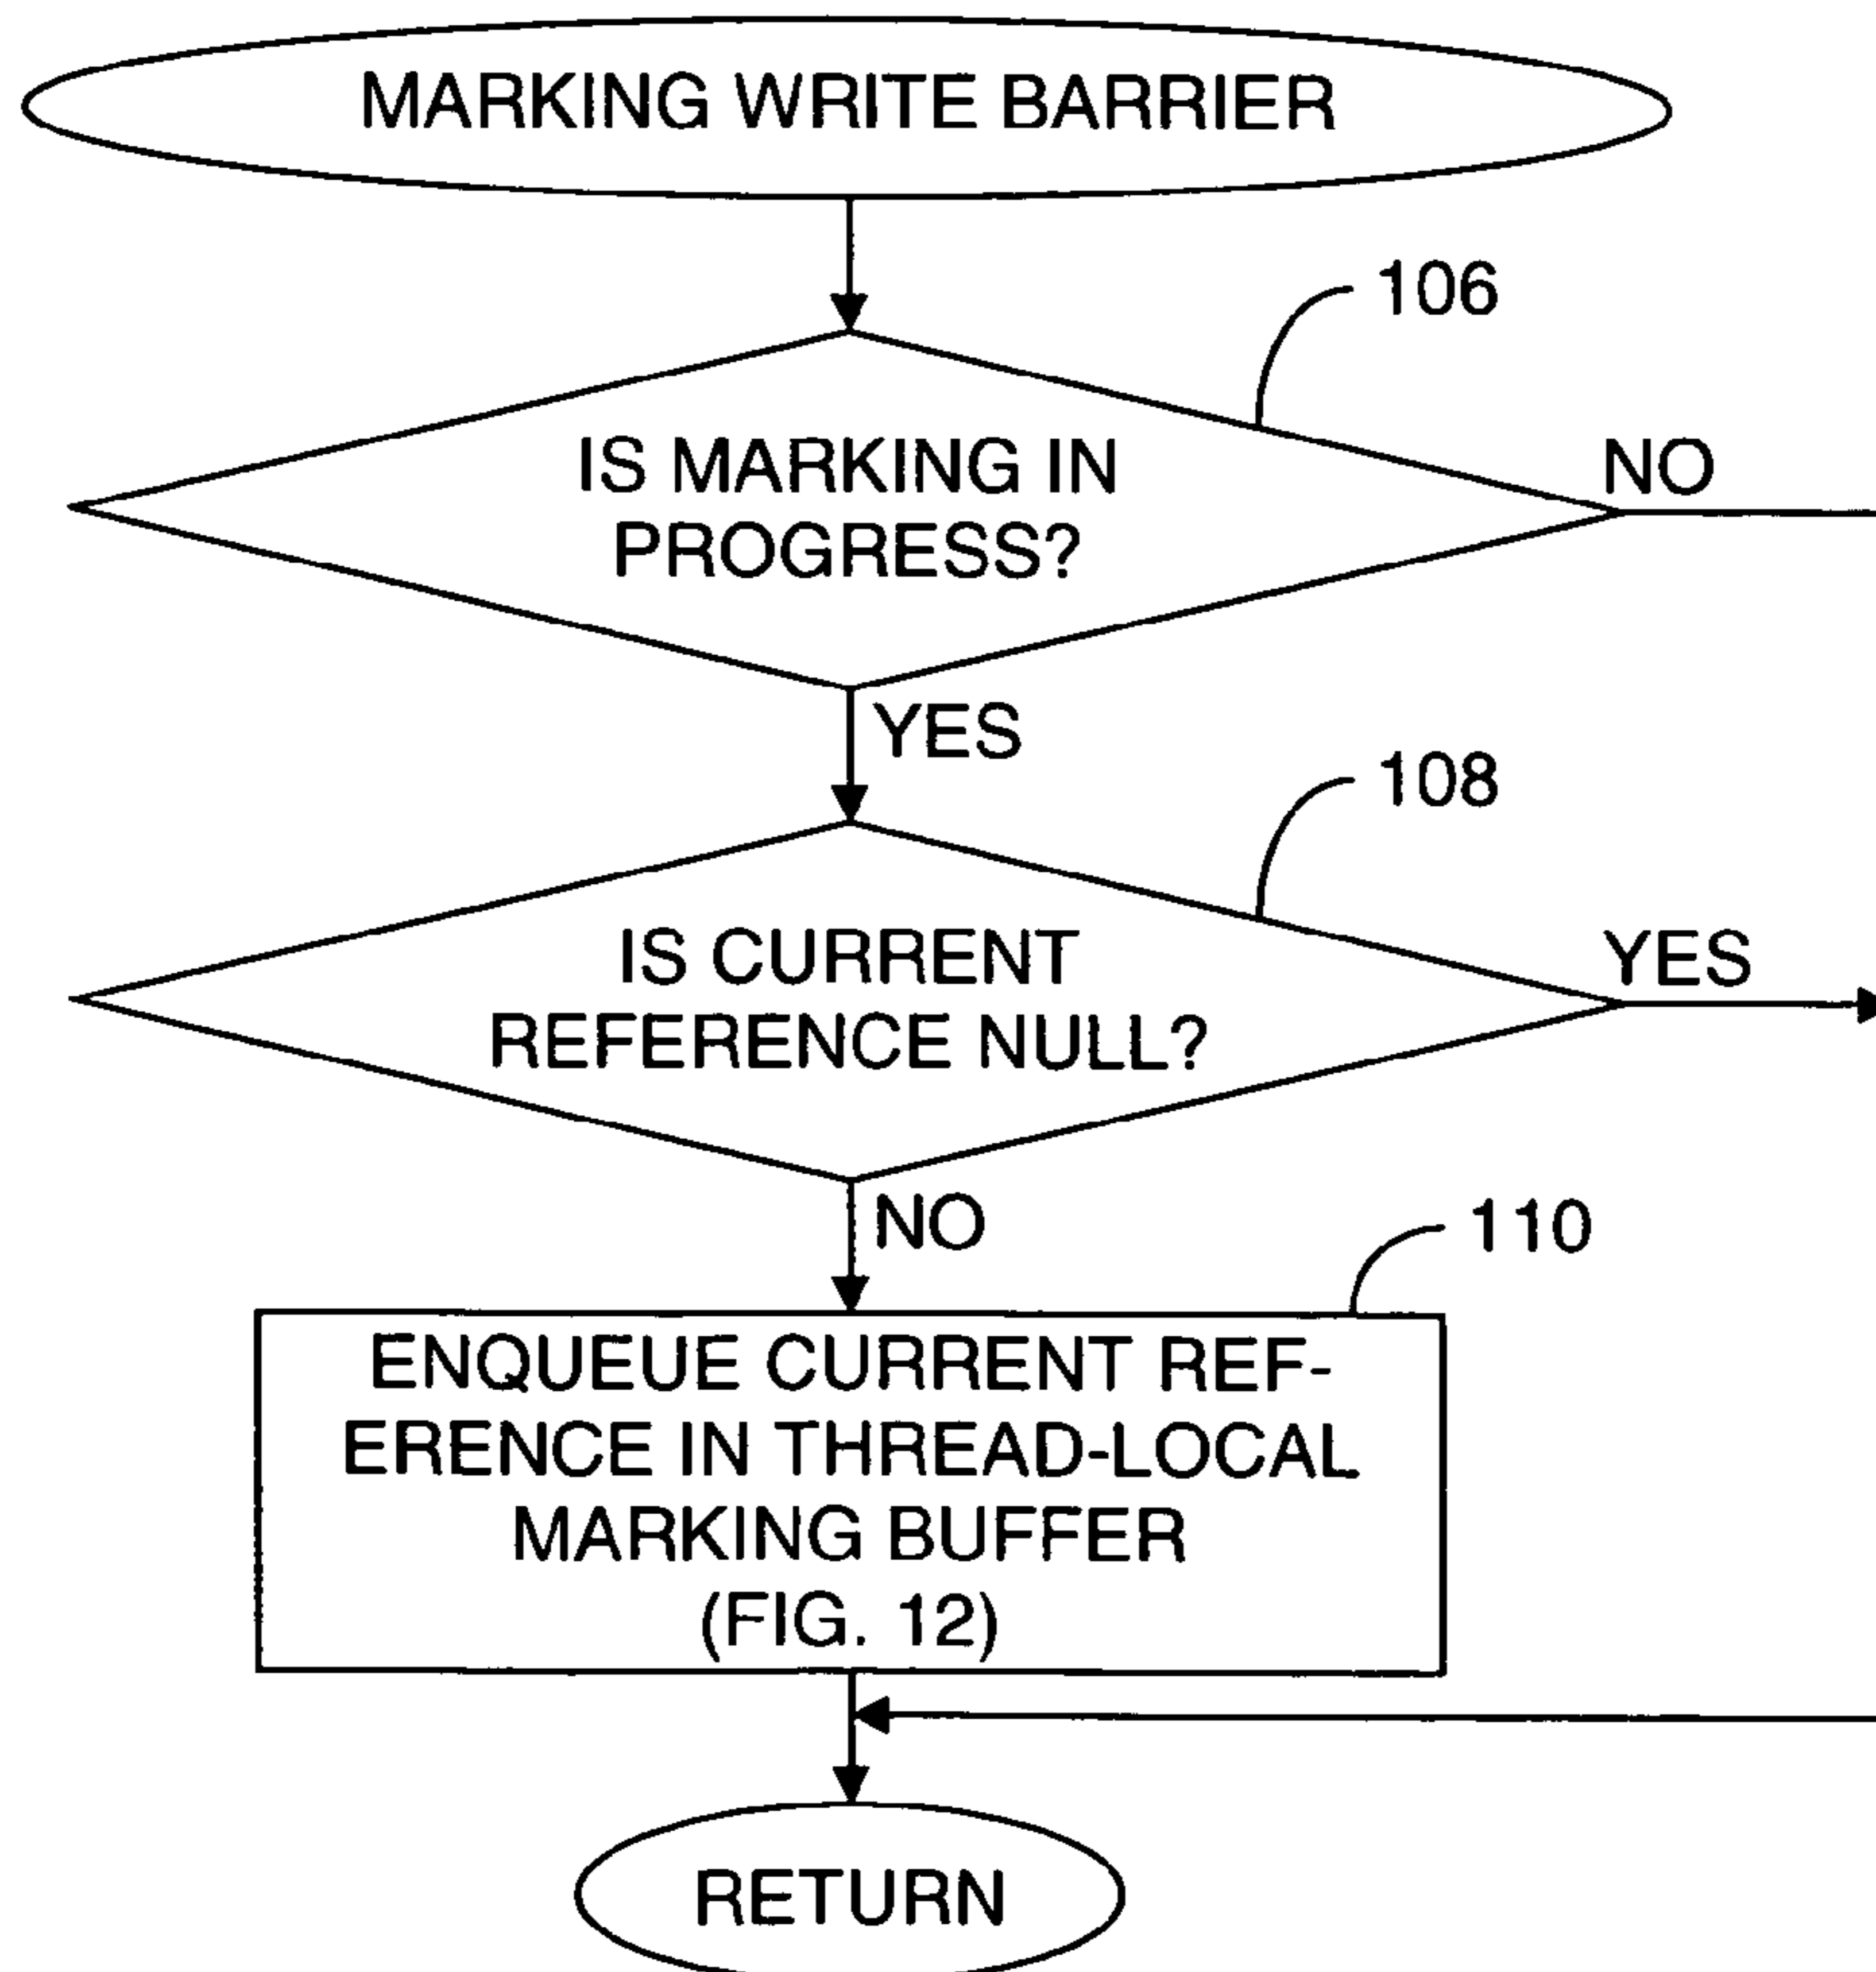 MARKING WRITE BARRIER
106
IS MARKING IN
PROGRESS?
NO
YES
108
IS CURRENT
REFERENCE NULL?
YES
NO
110
ENQUEUE CURRENT REF-
ERENCE IN THREAD-LOCAL
MARKING BUFFER
(FIG. 12)
RETURN